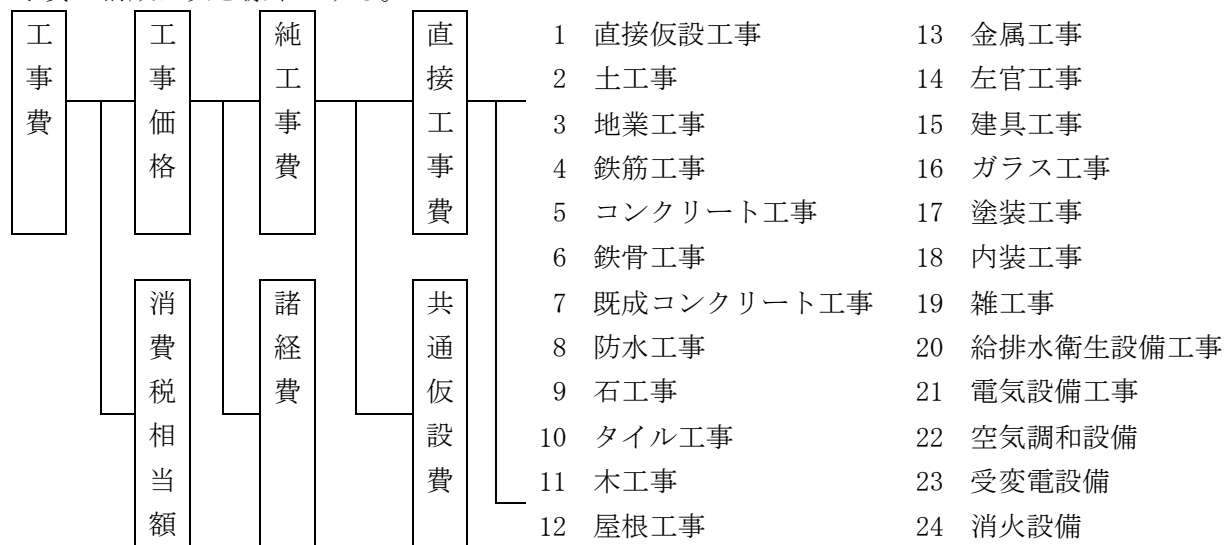 工事費
工事価格
純工事費
直接工事費
消費税相当額
諸経費
共通仮設費
1 直接仮設工事
2 土工事
3 地業工事
4 鉄筋工事
5 コンクリート工事
6 鉄骨工事
7 既成コンクリート工事
8 防水工事
9 石工事
10 タイル工事
11 木工事
12 屋根工事
13 金属工事
14 左官工事
15 建具工事
16 ガラス工事
17 塗装工事
18 内装工事
19 雑工事
20 給排水衛生設備工事
21 電気設備工事
22 空気調和設備
23 受変電設備
24 消火設備